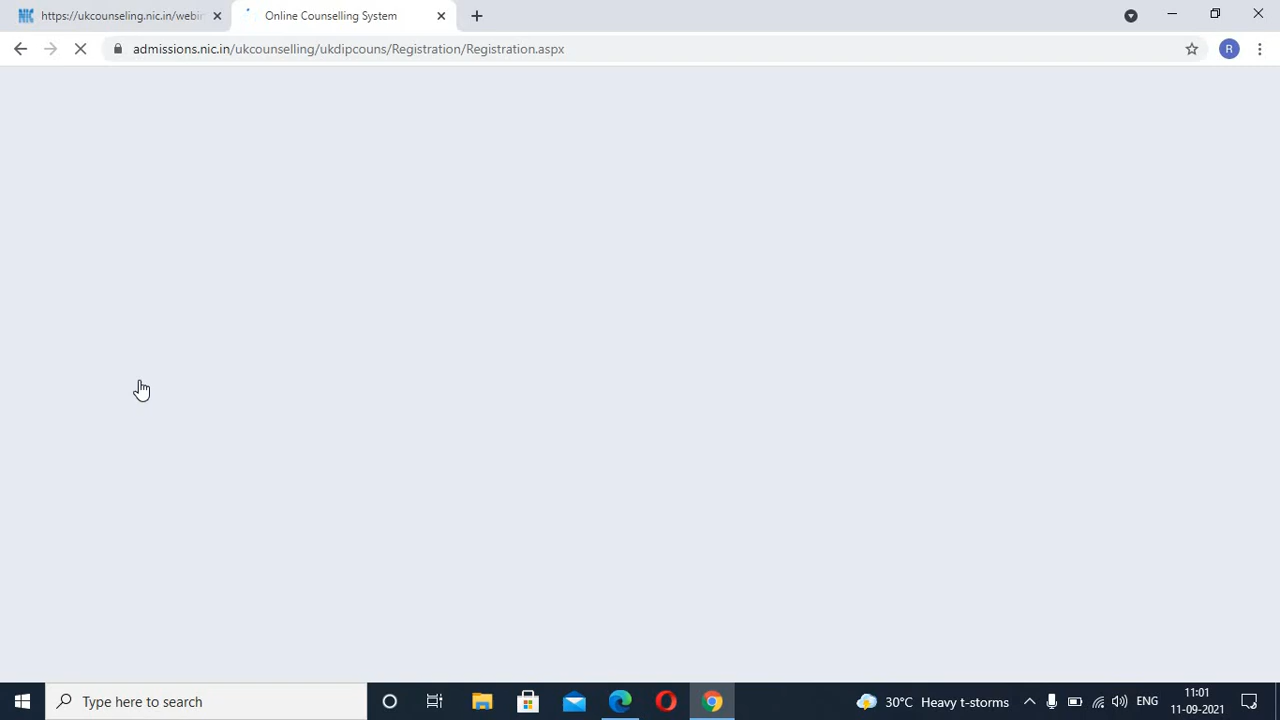 https://ukcounseling.nic.in/webin
Online Counselling System
admissions.nic.in/ukcounselling/ukdipcouns/Registration/Registration.aspx
R
Type here to search
30°C Heavy t-storms
ENG
11:01
11-09-2021